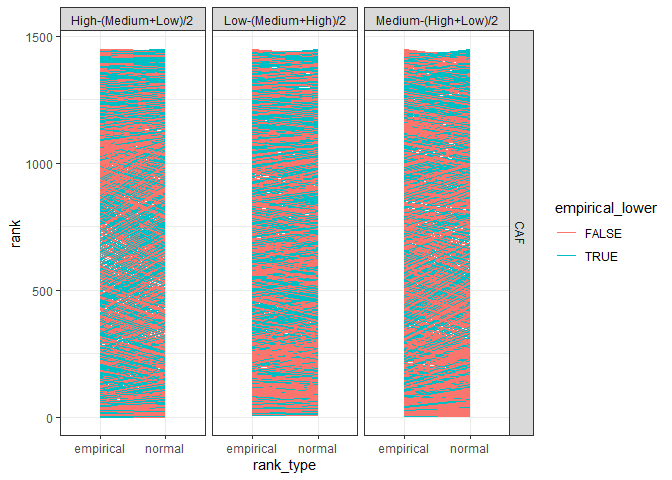 High-(Medium+Low)/2
Low-(Medium+High)/2
Medium-(High+Low)/2
1500
1000
500
0
rank
CAF
empirical_lower
FALSE
TRUE
empirical normal
empirical normal
empirical normal
rank_type